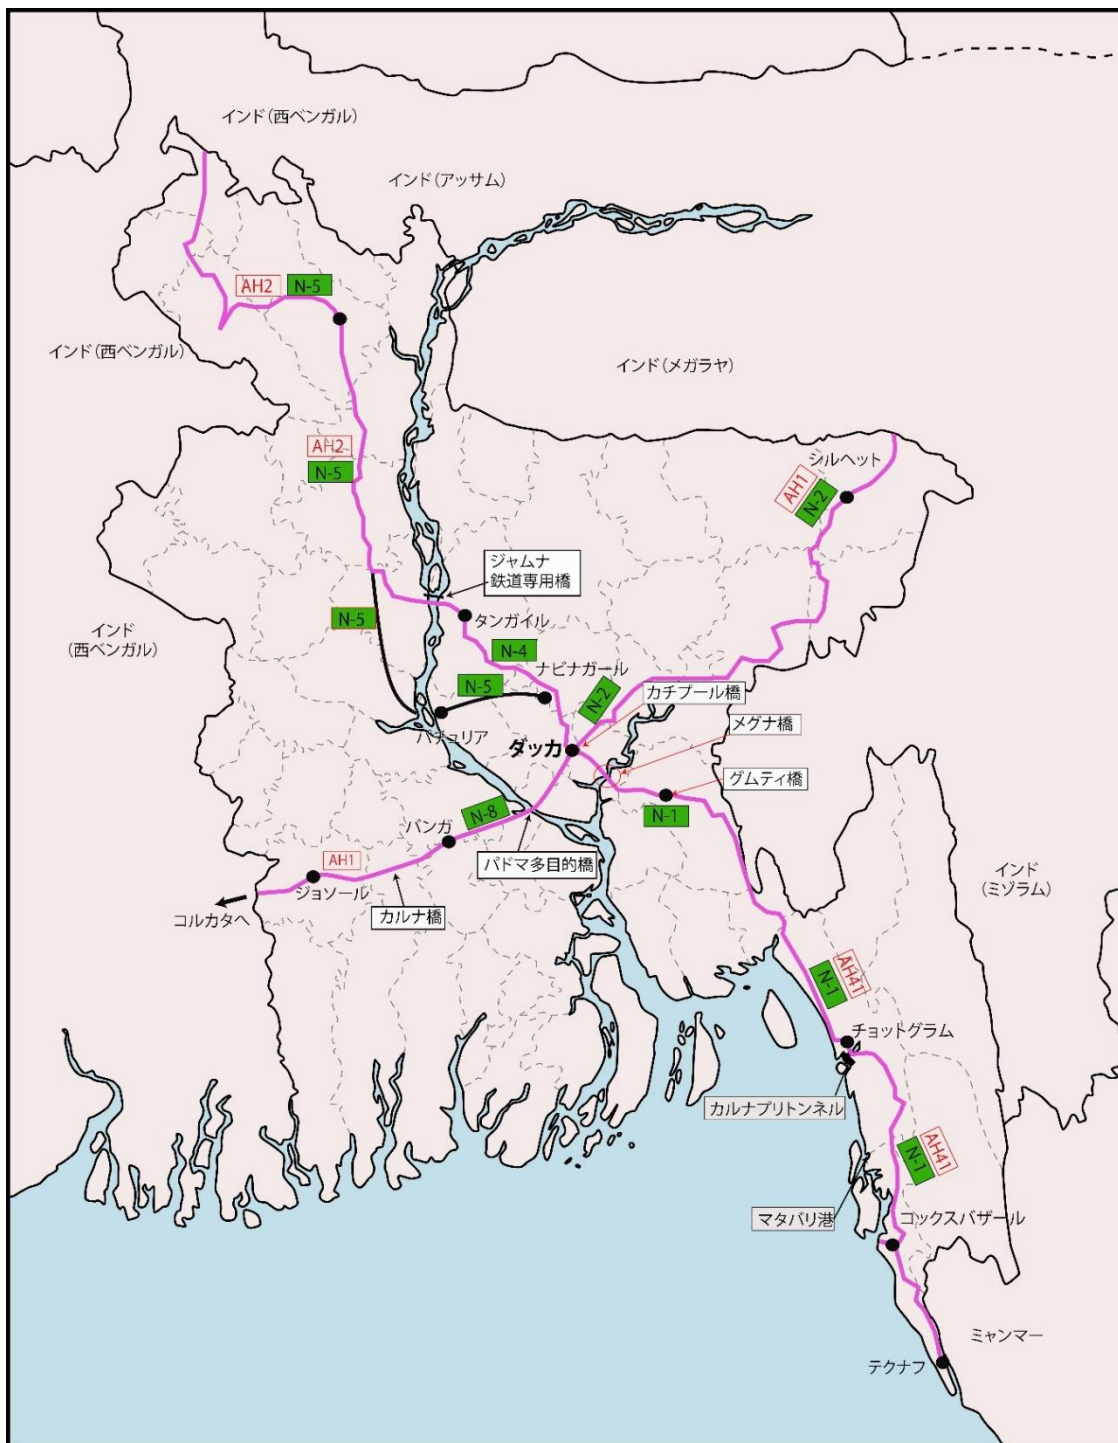 インド(西ベンガル)
インド(アッサム)
AH2
N-5
インド(西ベンガル)
インド(メガラヤ)
AH2
N-5
シルヘット
AH1
N-2
ジャムナ
鉄道専用橋
N-5
タンガイル
インド
(西ベンガル)
N-4
ナビナガール
N-5
N-2
カチプール橋
パチュリア
メグナ橋
ダッカ
グムティ橋
N-8
N-1
バンガ
パドマ多目的橋
AH1
ジョソール
カルナ橋
コルカタへ
インド
(ミゾラム)
N-1
AH41
チョットグラム
カルナプリトンネル
N-1
AH41
マタバリ港
コックスバザール
ミャンマー
テクナフ